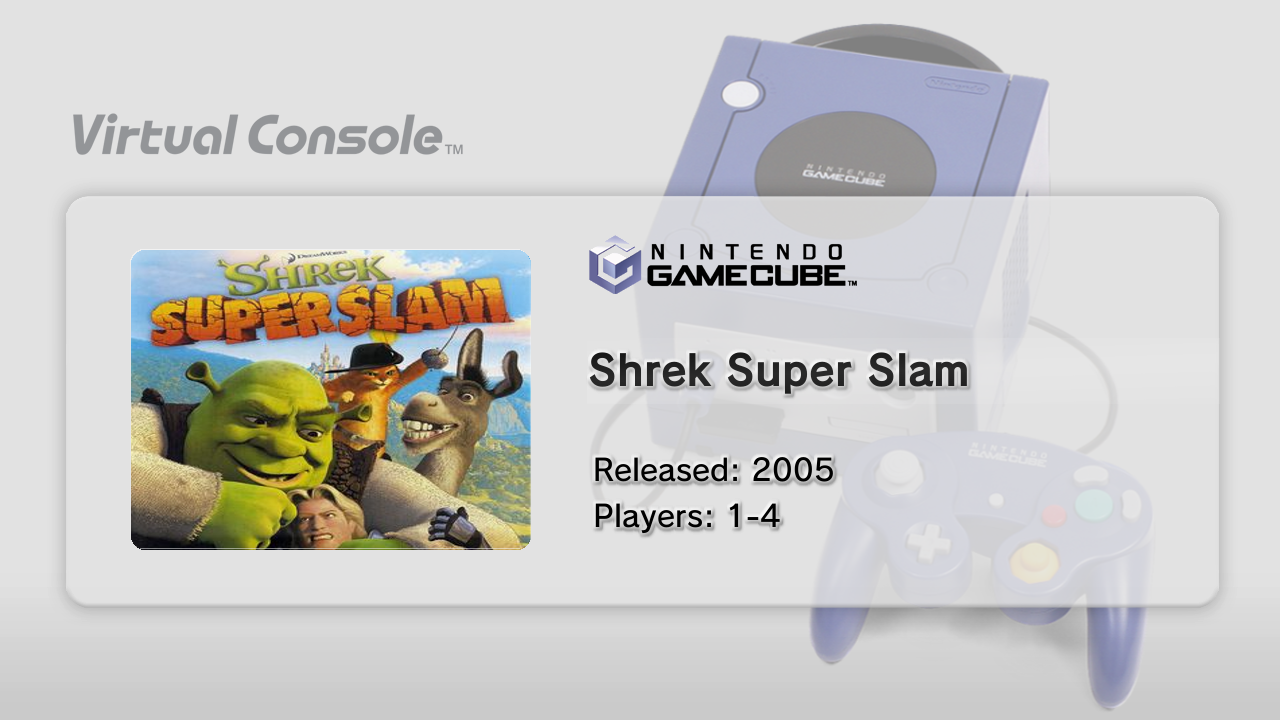 Nintendo
NINTENDO
GAMECUBE
Virtual Console™
DREAMWORKS
SHREK
SUPER SLAM
NINTENDO
GAMECUBE™
Shrek Super Slam
Released: 2005
Players: 1-4
NINTENDO
GAMECUBE